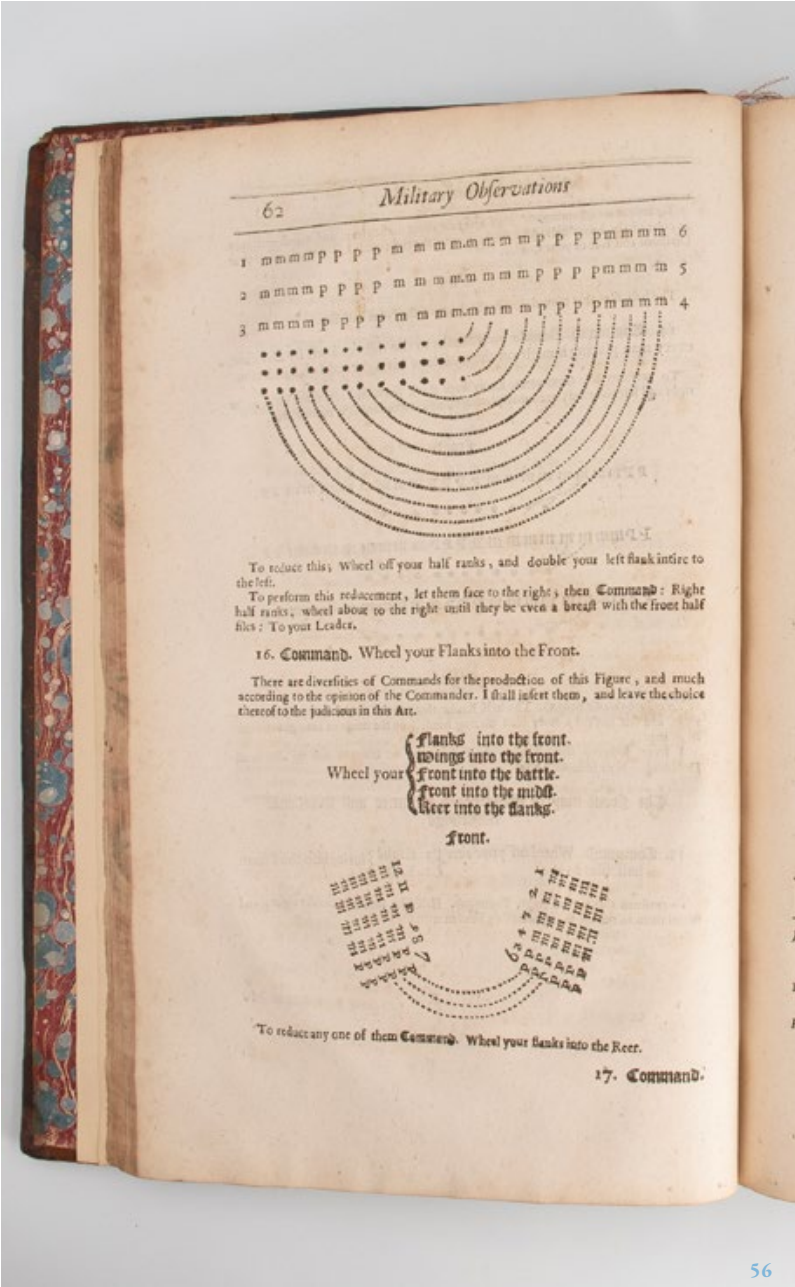 62 Military Obſervations
1 m m m m p p p p m m m m.m m m m p p p p m m m m 6
2 m m m m p p p p m m m m.m m m m p p p p m m m m 5
3 m m m m p p p p m m m m.m m m m p p p p m m m m 4
To reduce this; Wheel off your half ranks, and double your left flank intire to
the left.
To perform this reducement, let them face to the right; then Command: Right
half ranks, wheel about to the right until they be even a breaſt with the front half
files: To your Leader.
16. Command. Wheel your Flanks into the Front.
There are diverſities of Commands for the production of this Figure, and much
according to the opinion of the Commander. I ſhall inſert them, and leave the choice
thereof to the judicious in this Art.
Wheel your
Flanks into the front.
Wings into the front.
Front into the battle.
Front into the midſt.
Reer into the flanks.
Front.
To reduce any one of them Command. Wheel your flanks into the Reer.
17. Command.
56